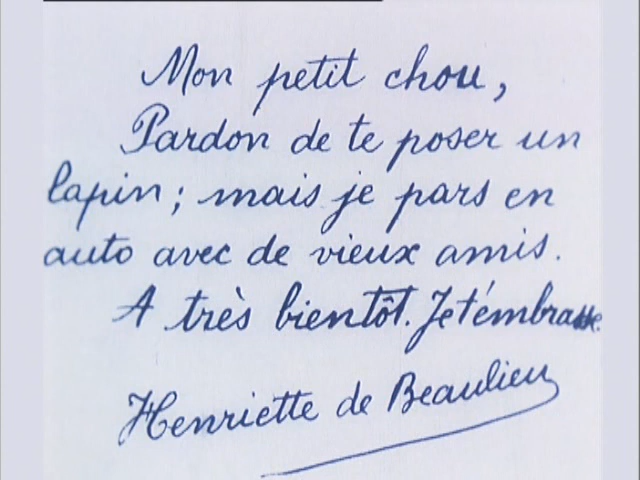 Mon petit chou,
Pardon de te poser un
lapin ; mais je pars en
auto avec de vieux amis.
A très bientôt. Je t'émbrasse.
Henriette de Beaulieu